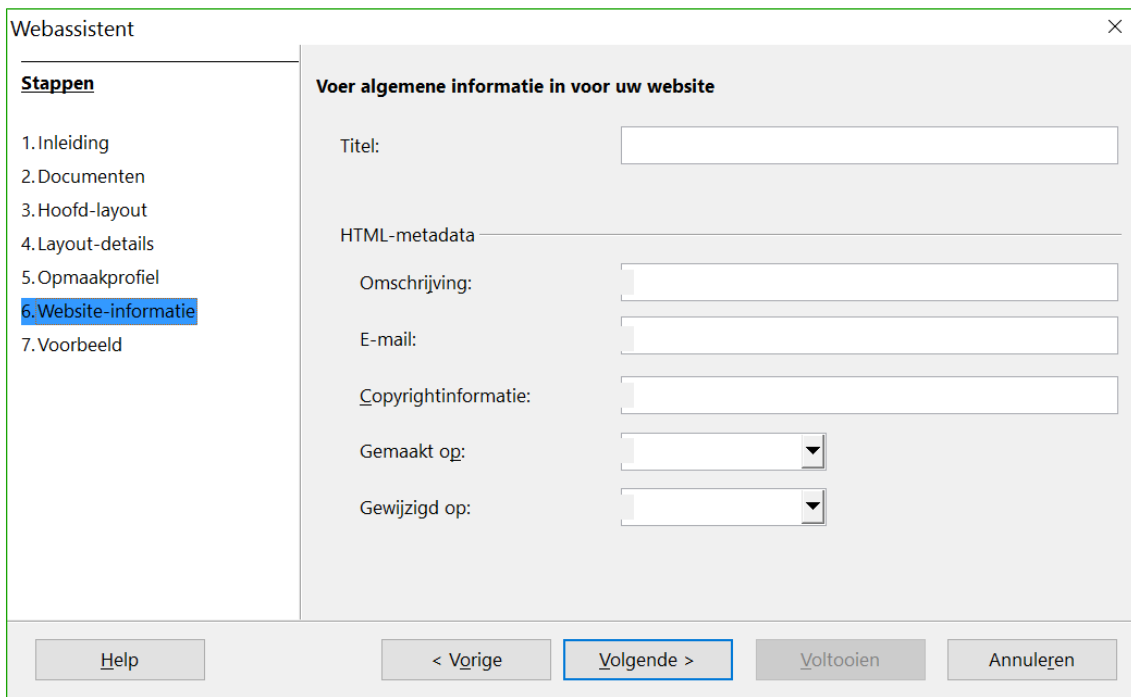 Webassistent
Stappen
1. Inleiding
2. Documenten
3. Hoofd-layout
4. Layout-details
5. Opmaakprofiel
6. Website-informatie
7. Voorbeeld
Voer algemene informatie in voor uw website
Titel:
HTML-metadata
Omschrijving:
E-mail:
Copyrightinformatie:
Gemaakt op:
Gewijzigd op:
Help
< Vorige
Volgende >
Voltooien
Annuleren